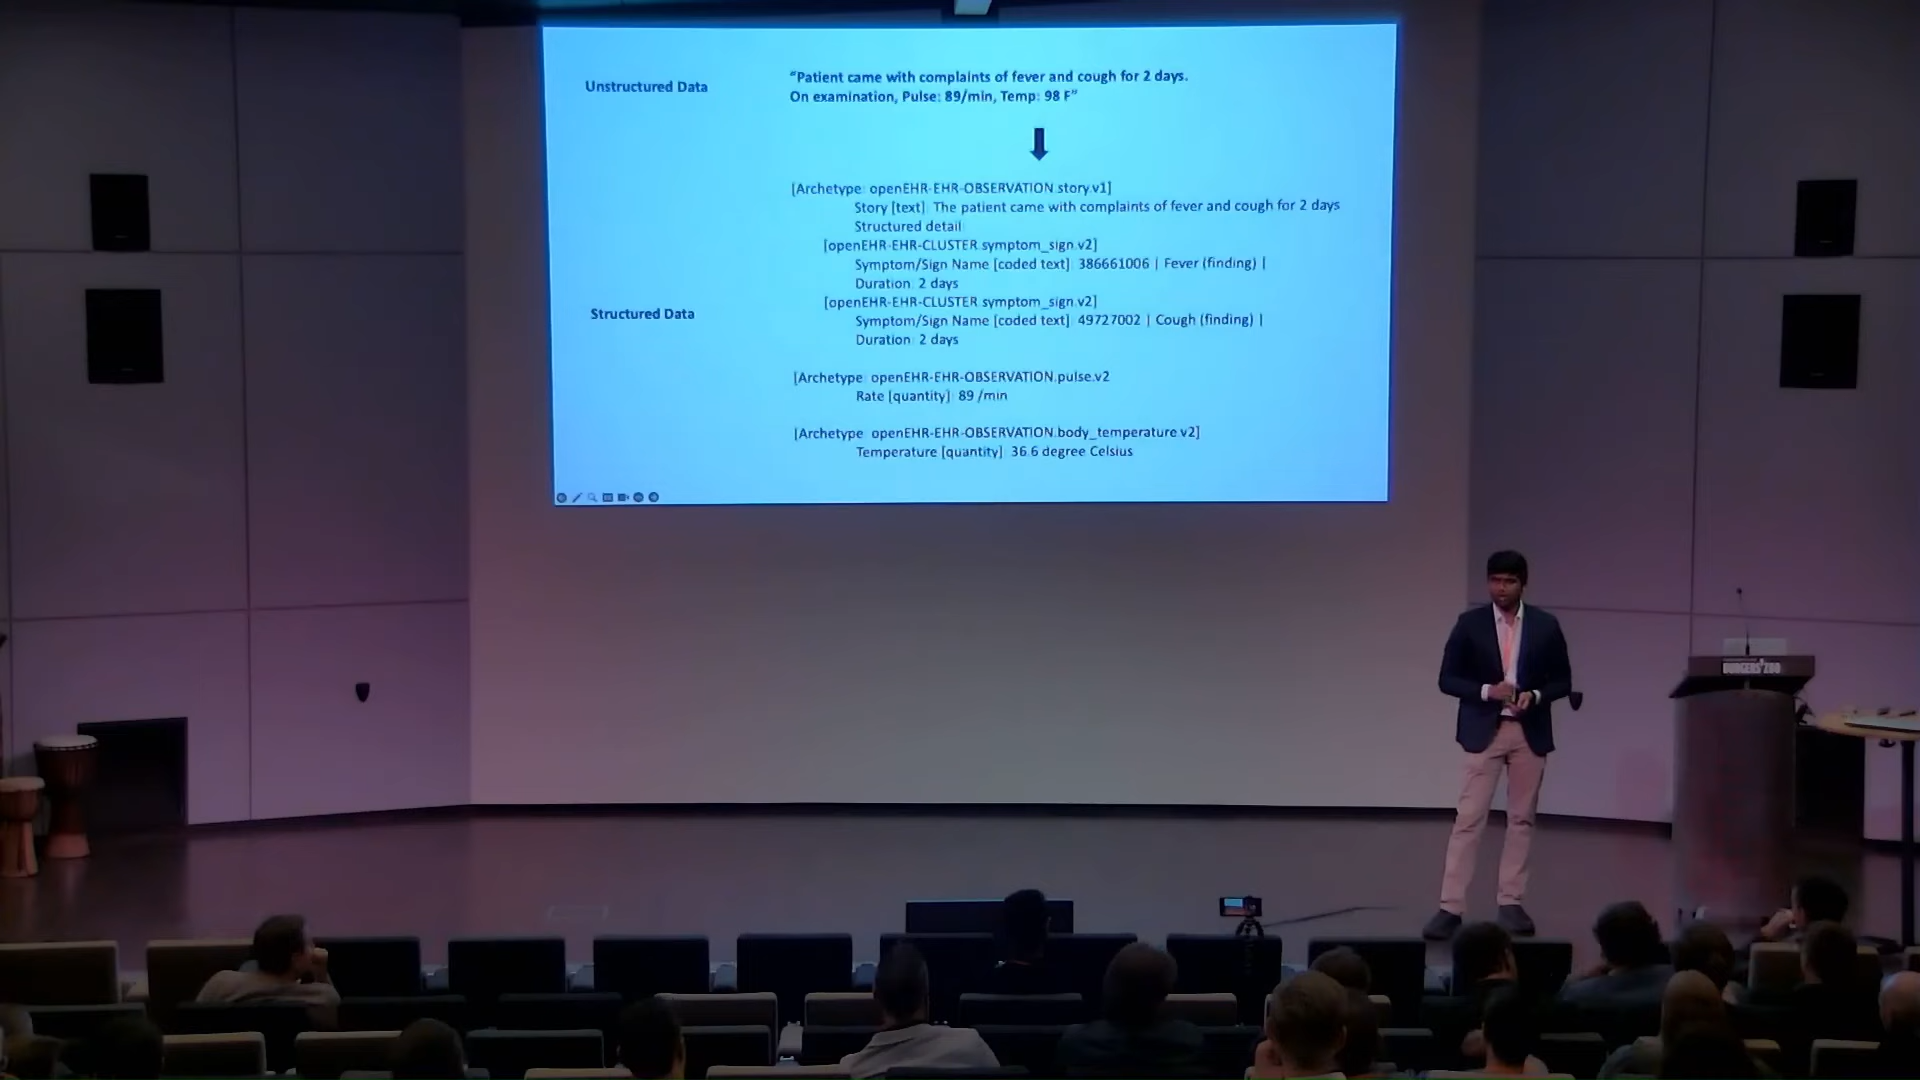 Unstructured Data
“Patient came with complaints of fever and cough for 2 days.
On examination, Pulse: 89/min, Temp: 98 F”
Structured Data
[Archetype: openEHR-EHR-OBSERVATION.story.v1]
Story [text]: The patient came with complaints of fever and cough for 2 days
Structured detail
[openEHR-EHR-CLUSTER.symptom_sign.v2]
Symptom/Sign Name [coded text]: 386661006 | Fever (finding) |
Duration: 2 days
[openEHR-EHR-CLUSTER.symptom_sign.v2]
Symptom/Sign Name [coded text]: 49727002 | Cough (finding) |
Duration: 2 days
[Archetype: openEHR-EHR-OBSERVATION.pulse.v2
Rate [quantity]: 89 /min
[Archetype: openEHR-EHR-OBSERVATION.body_temperature.v2]
Temperature [quantity]: 36.6 degree Celsius
BURGERS' ZOO